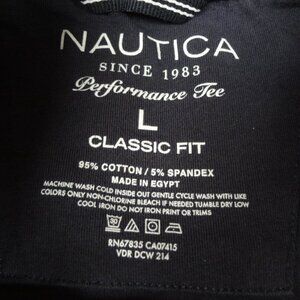 NAUTICA
SINCE 1983
Performance Tee
L
CLASSIC FIT
95% COTTON / 5% SPANDEX
MADE IN EGYPT
MACHINE WASH COLD INSIDE OUT GENTLE CYCLE WASH WITH LIKE
COLORS ONLY NON-CHLORINE BLEACH IF NEEDED TUMBLE DRY LOW
COOL IRON DO NOT IRON PRINT OR TRIMS
RN67835 CA07415
VDR DCW 214